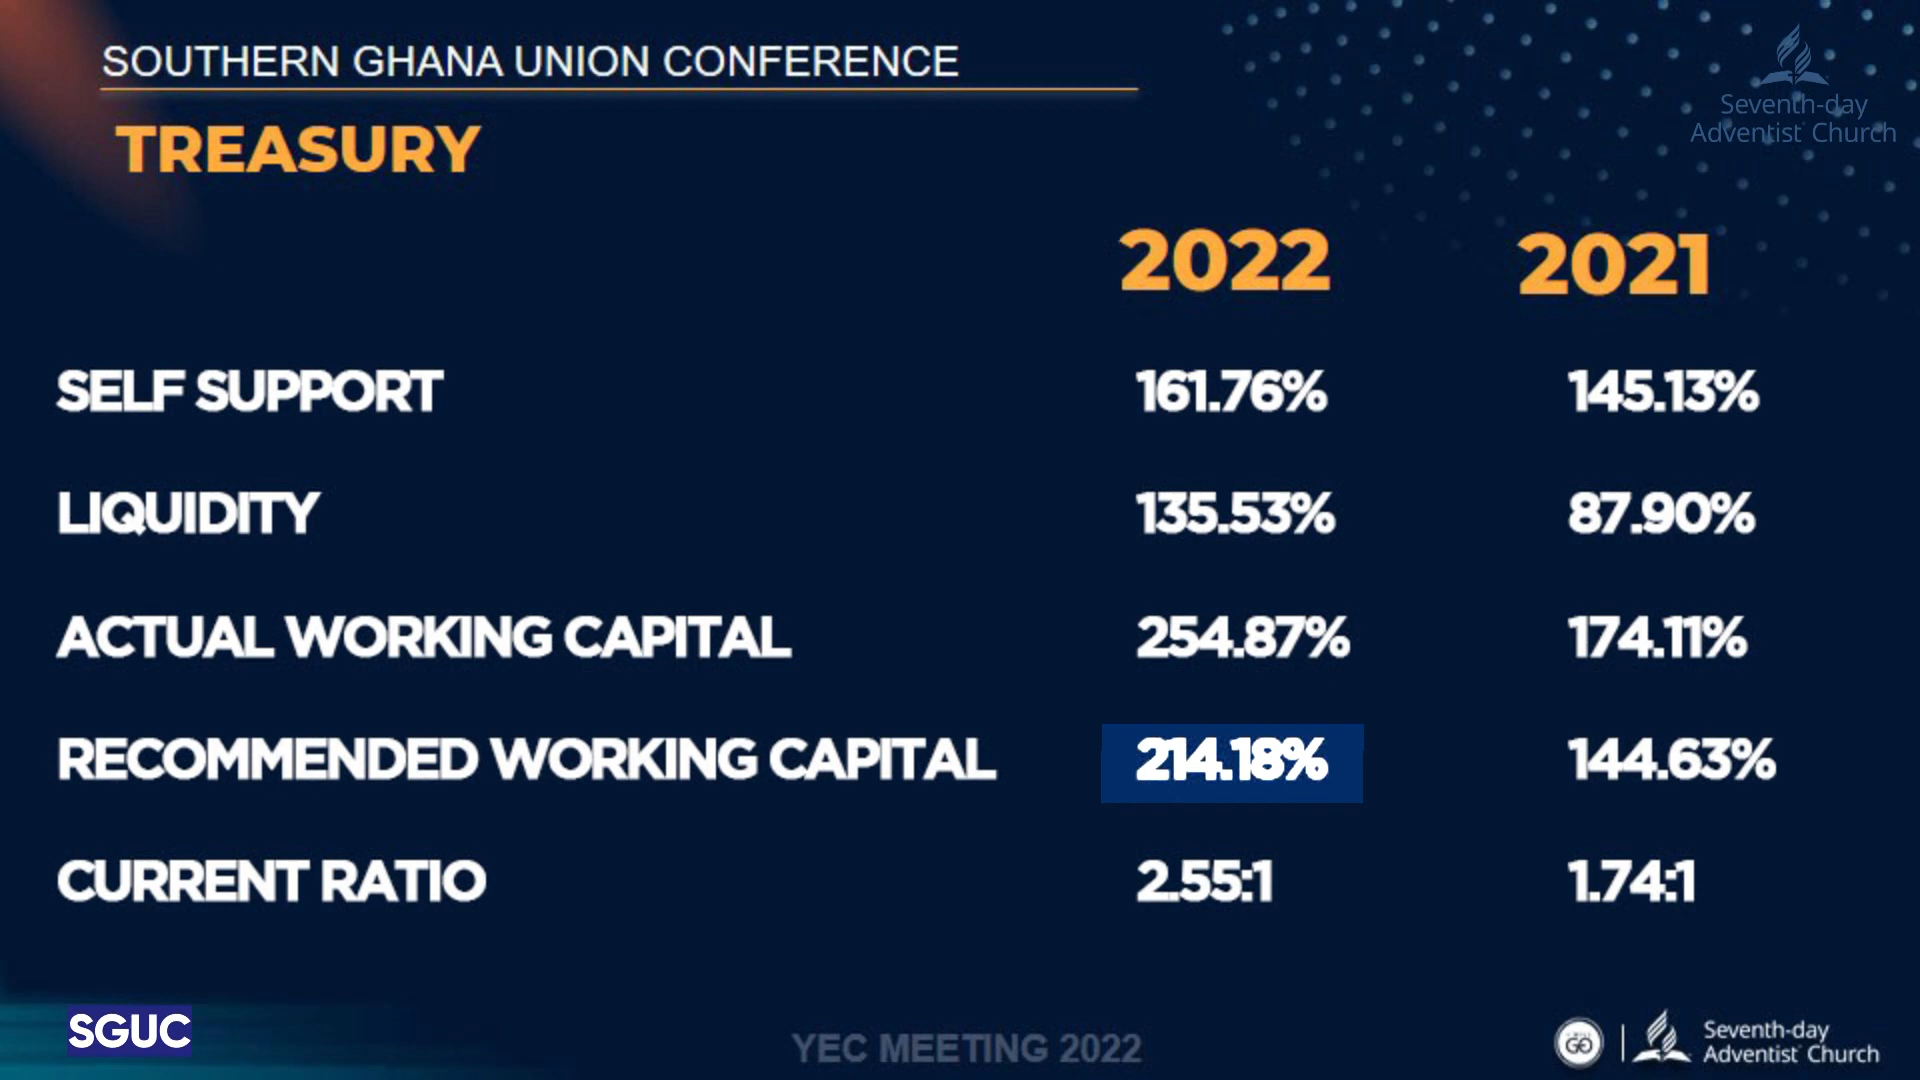 SOUTHERN GHANA UNION CONFERENCE
Seventh-day
Adventist Church
TREASURY
2022 2021
SELF SUPPORT 161.76% 145.13%
LIQUIDITY 135.53% 87.90%
ACTUAL WORKING CAPITAL 254.87% 174.11%
RECOMMENDED WORKING CAPITAL 214.18% 144.63%
CURRENT RATIO 2.55:1 1.74:1
SGUC
YEC MEETING 2022
GO
Seventh-day
Adventist Church